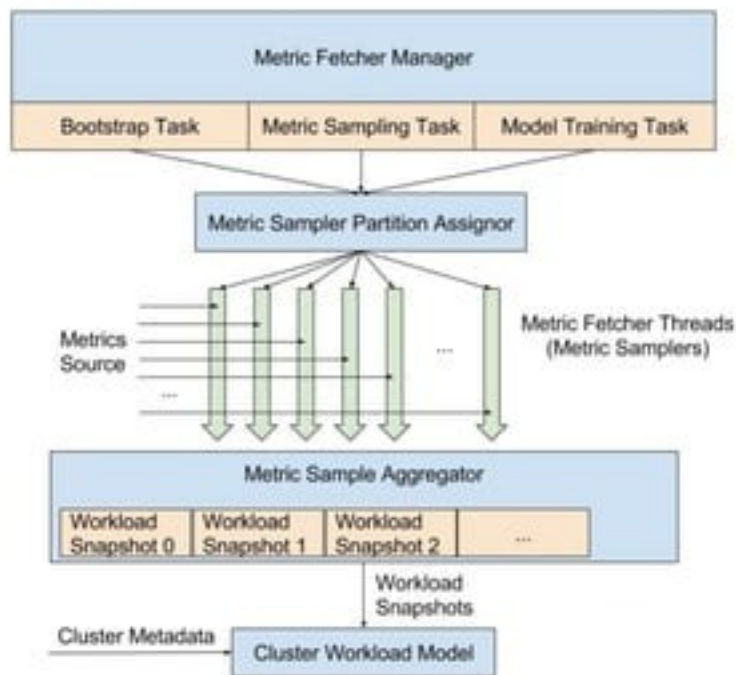 Metric Fetcher Manager
Bootstrap Task
Metric Sampling Task
Model Training Task
Metric Sampler Partition Assignor
Metrics
Source
...
...
Metric Fetcher Threads
(Metric Samplers)
Metric Sample Aggregator
Workload
Snapshot 0
Workload
Snapshot 1
Workload
Snapshot 2
...
Workload
Snapshots
Cluster Metadata
Cluster Workload Model